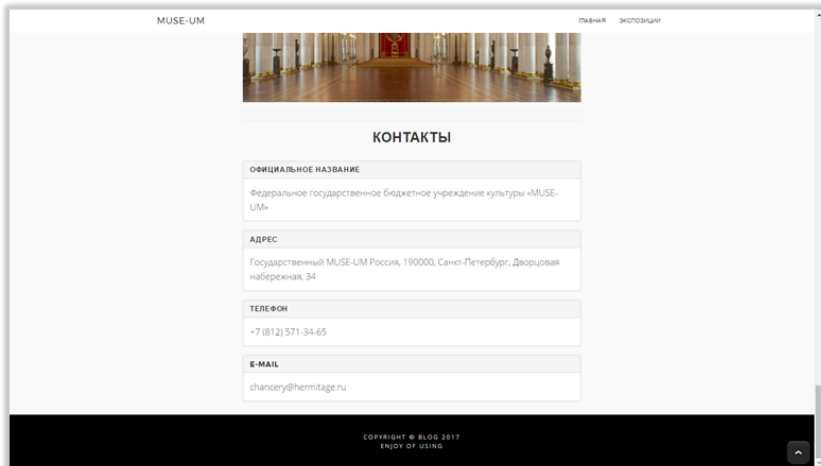 MUSE-UM
ГЛАВНАЯ ЭКСПОЗИЦИИ
КОНТАКТЫ
ОФИЦИАЛЬНОЕ НАЗВАНИЕ
Федеральное государственное бюджетное учреждение культуры «MUSE-
UM»
АДРЕС
Государственный MUSE-UM Россия, 190000, Санкт-Петербург, Дворцовая
набережная, 34
ТЕЛЕФОН
+7 (812) 571-34-65
E-MAIL
chancery@hermitage.ru
COPYRIGHT © BLOG 2017
ENJOY OF USING